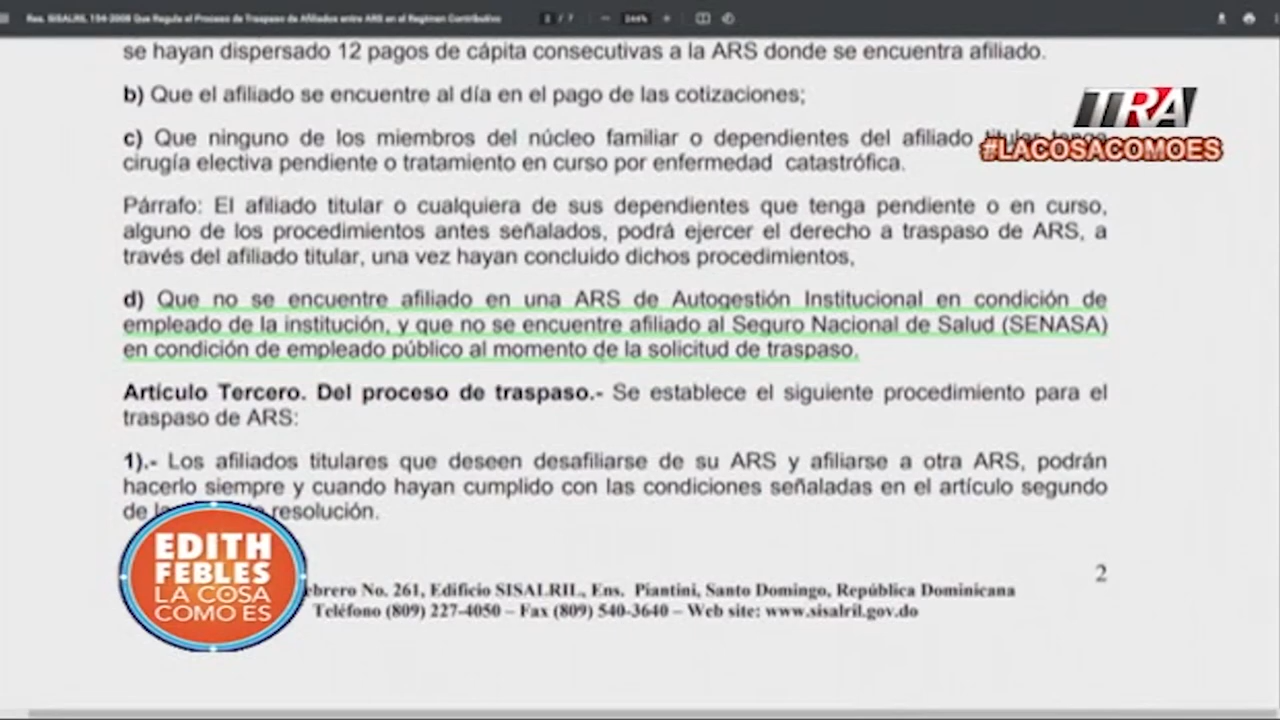 Res. SISALRIL 154-2008 Que Regula el Proceso de Traspaso de Afiliados entre ARS en el Régimen Contributivo
/ 7
244%
se hayan dispersado 12 pagos de cápita consecutivas a la ARS donde se encuentra afiliado.
b) Que el afiliado se encuentre al día en el pago de las cotizaciones;
TRA
c) Que ninguno de los miembros del núcleo familiar o dependientes del afiliado titular tenga
#LACOSACOMOES
cirugía electiva pendiente o tratamiento en curso por enfermedad catastrófica.
Párrafo: El afiliado titular o cualquiera de sus dependientes que tenga pendiente o en curso,
alguno de los procedimientos antes señalados, podrá ejercer el derecho a traspaso de ARS, a
través del afiliado titular, una vez hayan concluido dichos procedimientos,
d) Que no se encuentre afiliado en una ARS de Autogestión Institucional en condición de
empleado de la institución, y que no se encuentre afiliado al Seguro Nacional de Salud (SENASA)
en condición de empleado público al momento de la solicitud de traspaso.
Artículo Tercero. Del proceso de traspaso.- Se establece el siguiente procedimiento para el
traspaso de ARS:
1).- Los afiliados titulares que deseen desafiliarse de su ARS y afiliarse a otra ARS, podrán
hacerlo siempre y cuando hayan cumplido con las condiciones señaladas en el artículo segundo
de resolución.
EDITH
FEBLES
LA COSA
COMO ES
2
ebrero No. 261, Edificio SISALRIL, Ens. Piantini, Santo Domingo, República Dominicana
Teléfono (809) 227-4050 – Fax (809) 540-3640 – Web site: www.sisalril.gov.do